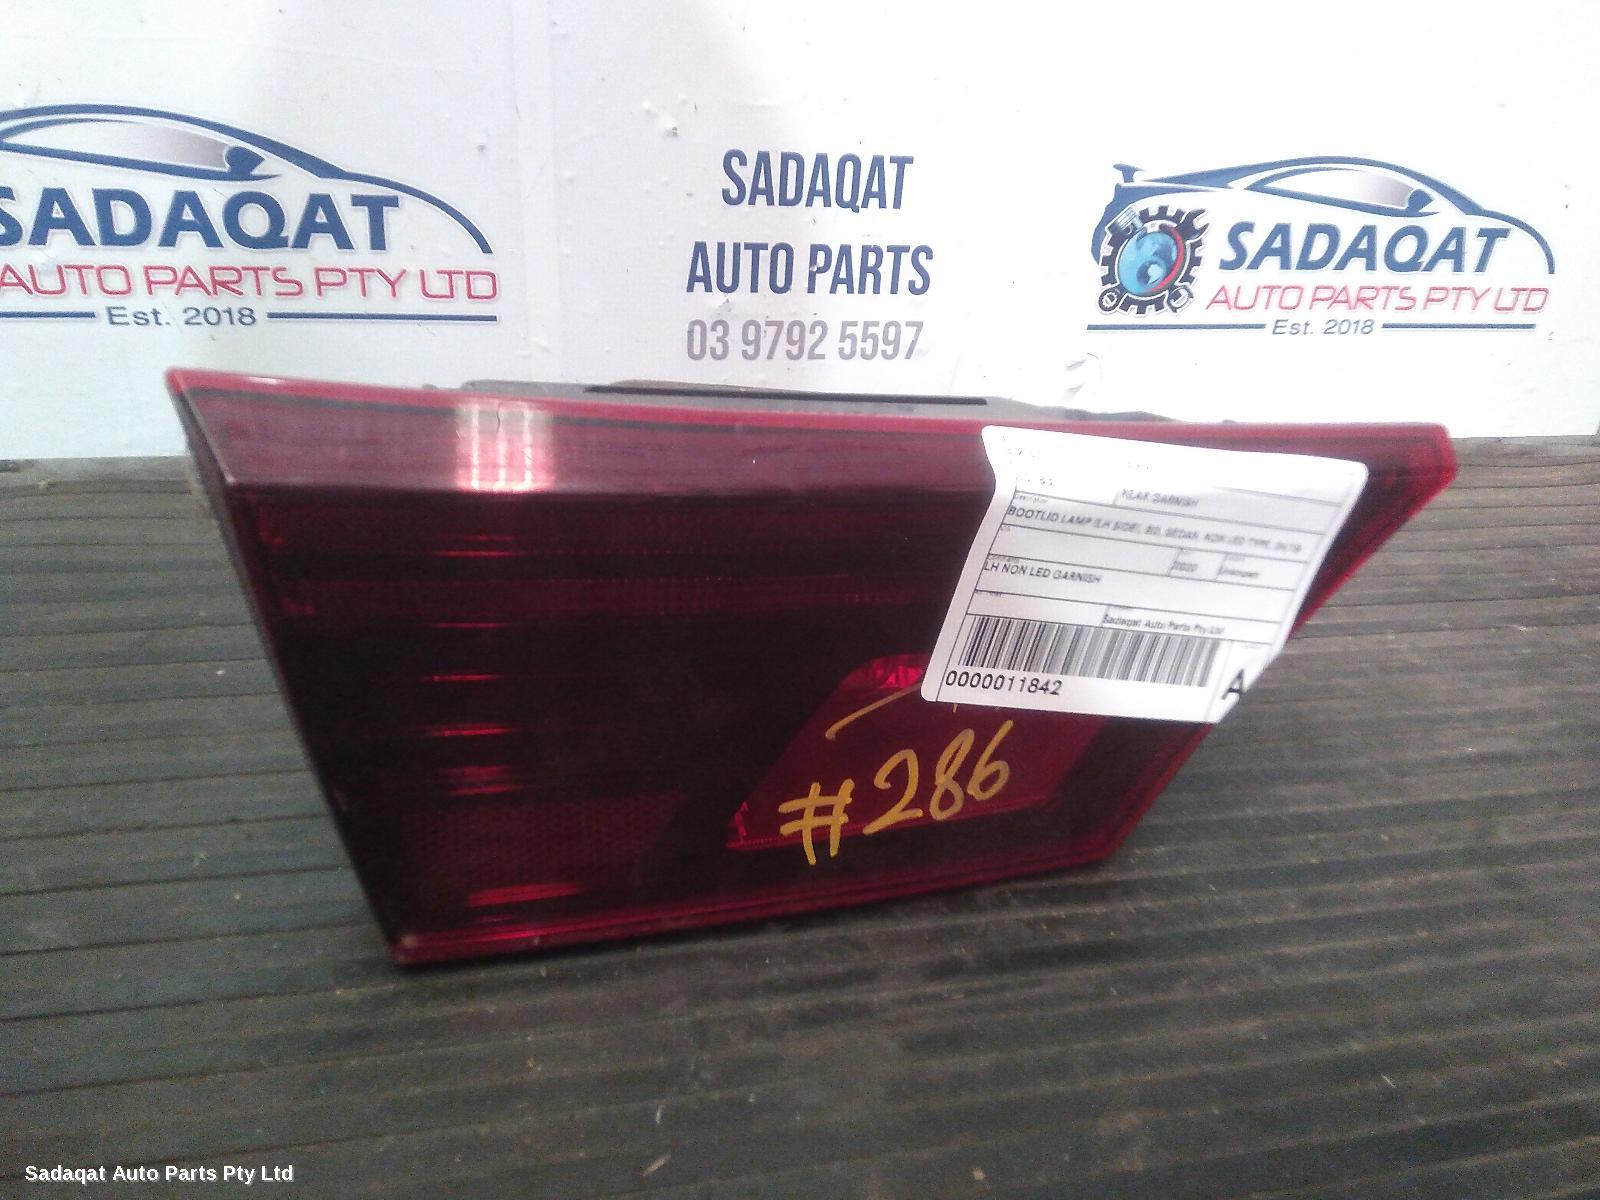 SADAQAT
AUTO PARTS PTY LTD
Est. 2018
SADAQAT
AUTO PARTS
03 9792 5597
SADAQAT
AUTO PARTS PTY LTD
Est. 2018
GARNISH
Description
BOOTLID LAMP (LH SIDE), BD, SEDAN, NON LED TYPE,
2020
Unknown
LH NON LED GARNISH
Sadaqat Auto Parts Pty Ltd
0000011842
A
#286
Sadaqat Auto Parts Pty Ltd